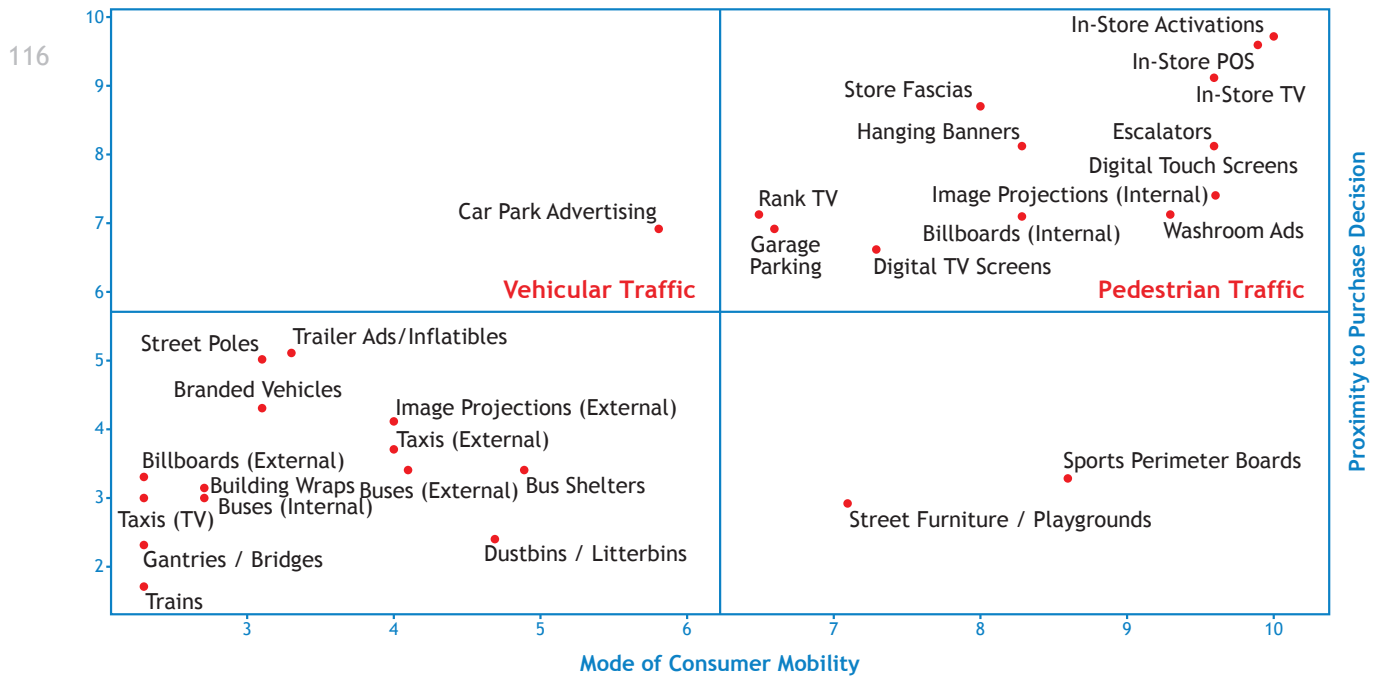 116
10
9
8
7
6
5
4
3
2
In-Store Activations
In-Store POS
In-Store TV
Store Fascias
Hanging Banners
Escalators
Digital Touch Screens
Image Projections (Internal)
Rank TV
Car Park Advertising
Billboards (Internal)
Washroom Ads
Garage
Parking
Digital TV Screens
Vehicular Traffic
Pedestrian Traffic
Street Poles
Trailer Ads/Inflatibles
Branded Vehicles
Image Projections (External)
Taxis (External)
Billboards (External)
Building Wraps
Buses (External)
Bus Shelters
Buses (Internal)
Taxis (TV)
Gantries / Bridges
Dustbins / Litterbins
Trains
Sports Perimeter Boards
Street Furniture / Playgrounds
3
4
5
6
7
8
9
10
Mode of Consumer Mobility
Proximity to Purchase Decision